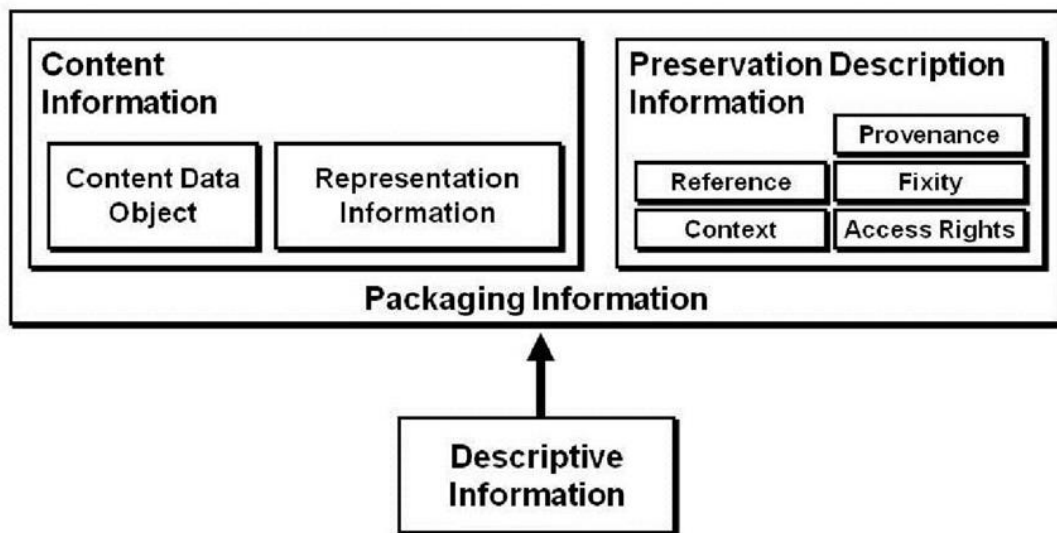 Content
Information
Content Data
Object
Representation
Information
Preservation Description
Information
Provenance
Reference
Fixity
Context
Access Rights
Packaging Information
Descriptive
Information